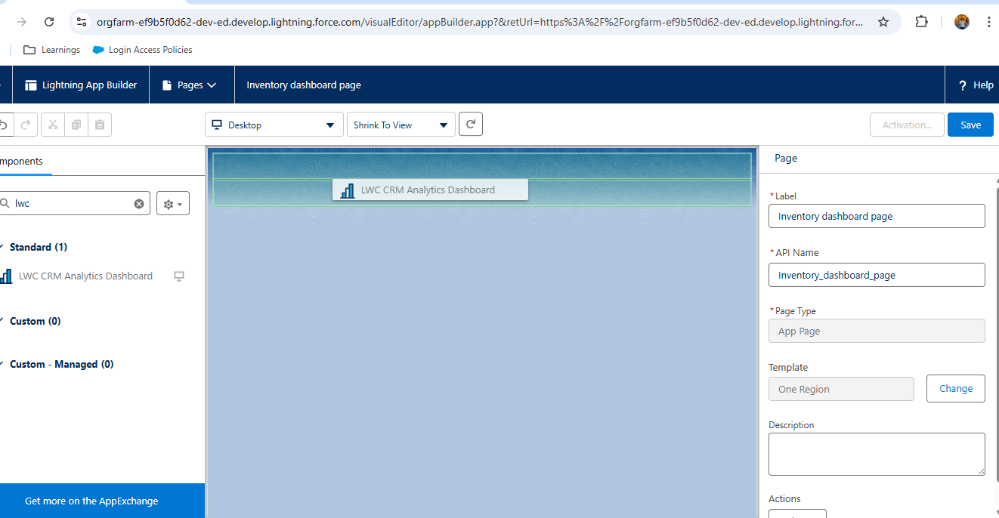 orgfarm-ef9b5f0d62-dev-ed.develop.lightning.force.com/visualEditor/appBuilder.app?&retUrl=https%3A%2F%2Forgfarm-ef9b5f0d62-dev-ed.develop.lightning.for...
Learnings
Login Access Policies
Lightning App Builder
Pages
Inventory dashboard page
? Help
Desktop
Shrink To View
Activation...
Save
mponents
Page
LWC CRM Analytics Dashboard
*Label
lwc
Inventory dashboard page
Standard (1)
*API Name
LWC CRM Analytics Dashboard
Inventory_dashboard_page
*Page Type
Custom (0)
App Page
Custom - Managed (0)
Template
One Region
Change
Description
Get more on the AppExchange
Actions